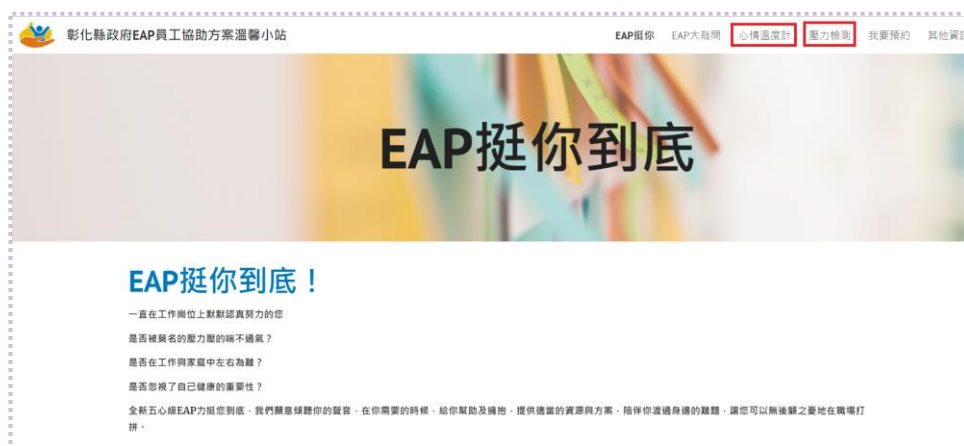 彰化縣政府EAP員工協助方案溫馨小站
EAP挺你 EAP大哉問 心情溫度計 壓力檢測 我要預約 其他資訊
EAP挺你到底
EAP挺你到底！
一直在工作崗位上默默認真努力的您
是否被莫名的壓力壓的喘不過氣？
是否在工作與家庭中左右為難？
是否忽視了自己健康的重要性？
全新五心級EAP力挺您到底，我們願意傾聽你的聲音，在你需要的時候，給你幫助及擁抱，提供適當的資源與方案，陪伴你渡過身邊的難題，讓您可以無後顧之憂地在職場打
拼。